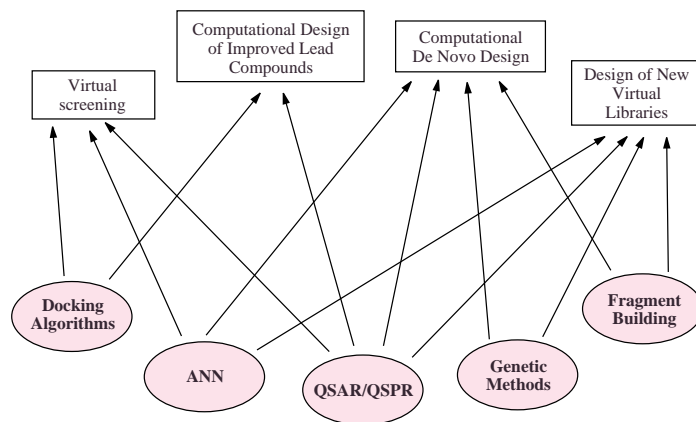 Virtual
screening
Computational Design
of Improved Lead
Compounds
Computational
De Novo Design
Design of New
Virtual
Libraries
Docking
Algorithms
ANN
QSAR/QSPR
Genetic
Methods
Fragment
Building